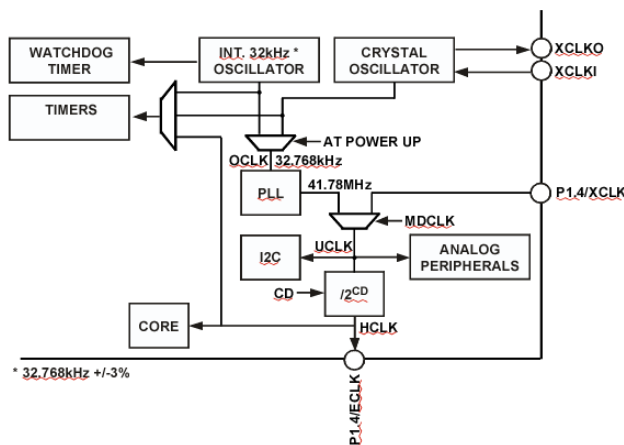 WATCHDOG
TIMER
INT. 32kHz *
OSCILLATOR
CRYSTAL
OSCILLATOR
XCLKO
XCLKI
TIMERS
AT POWER UP
OCLK 32.768kHz
PLL
41.78MHz
P1.4/XCLK
MDCLK
I2C
UCLK
ANALOG
PERIPHERALS
CD
/2CD
CORE
HCLK
* 32.768kHz +/-3%
P1.4/ECLK